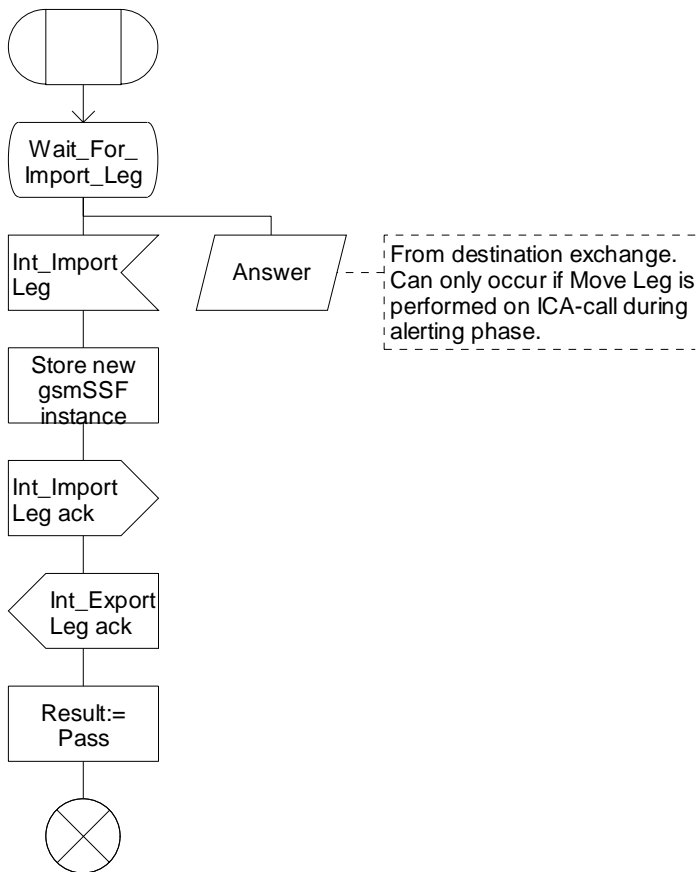 Wait_For_
Import_Leg
Int_Import
Leg
Answer
From destination exchange.
Can only occur if Move Leg is
performed on ICA-call during
alerting phase.
Store new
gsmSSF
instance
Int_Import
Leg ack
Int_Export
Leg ack
Result:=
Pass